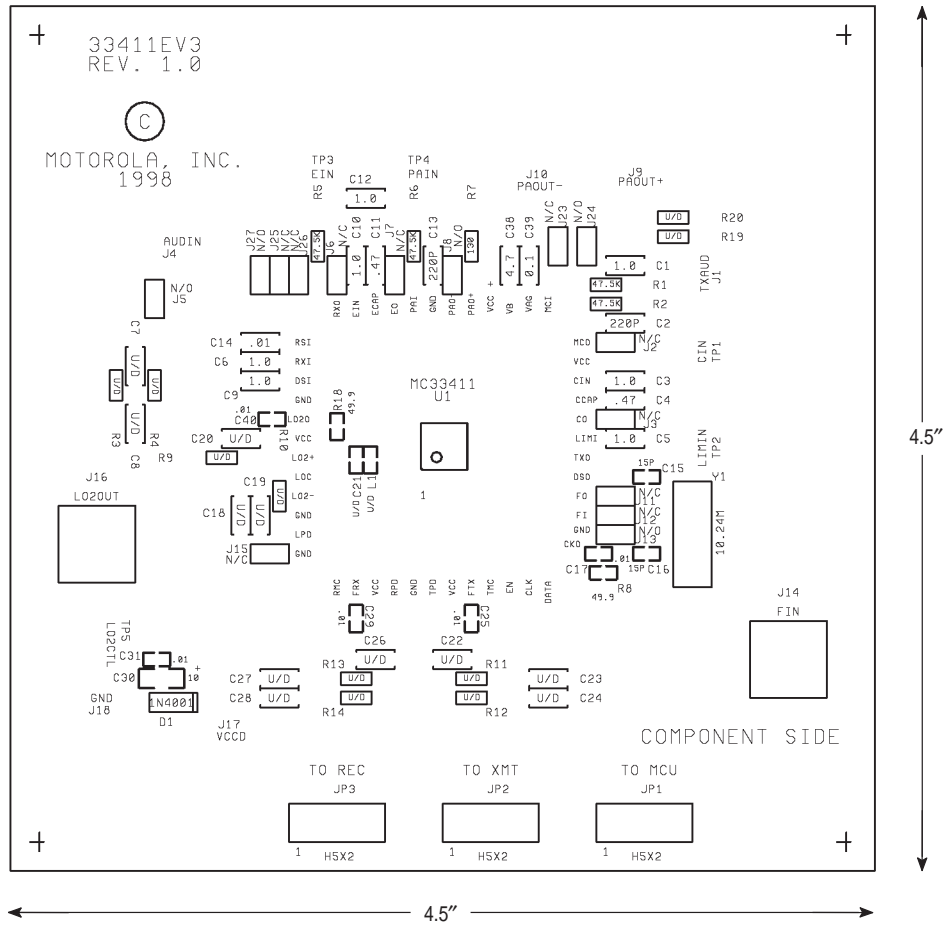 33411EV3
REV. 1.0
C
MOTOROLA, INC.
1998
TP3
EIN
R5
C12
1.0
TP4
PAIN
R6
R7
J10
PAOUT-
J9
PAOUT+
N/C
J23
N/O
J24
U/D
R20
U/D
R19
AUDIN
J4
N/O
J5
J27
N/O
J25
N/C
N/C
J26
47.5K
J6
N/C
C10
1.0
C11
.47
J7
N/C
47.5K
C13
220P
J8
N/O
130
C38
4.7
C39
0.1
1.0
C1
47.5K
R1
47.5K
R2
220P
C2
TXAUD
J1
RXO
EIN
ECAP
EO
PAI
GND
PAO-
PAO+
VCC
+
VB
VAG
MCI
C14
.01
RSI
C6
1.0
RXI
1.0
DSI
C9
GND
.01
C40
LO2O
R10
C20
U/D
VCC
U/D
LO2+
R9
LOC
C19
U/D
LO2-
C18
U/D
U/D
GND
LPD
J15
N/C
GND
C7
U/D
U/D
U/D
U/D
R3
R4
C8
R18
49.9
MC33411
U1
1
U/D
C21
U/D
L1
MCO
N/C
J2
VCC
CIN
1.0
C3
CCAP
.47
C4
CO
N/C
J3
LIMI
1.0
C5
TXO
DSO
15P
C15
FO
N/C
J11
FI
N/C
J12
GND
N/O
J13
CKO
.01
C17
15P
C16
R8
49.9
CIN
TP1
LIMIN
TP2
Y1
10.24M
J16
LO2OUT
J14
FIN
RMC
FRX
VCC
RPD
GND
TPD
VCC
FTX
TMC
EN
CLK
DATA
.01
C29
.01
C25
C26
U/D
C22
U/D
R13
U/D
R11
U/D
U/D
R14
U/D
R12
C27
U/D
C28
U/D
U/D
C23
U/D
C24
TP5
LO2CTL
C31
.01
C30
+
10
GND
J18
1N4001
D1
J17
VCCD
COMPONENT SIDE
TO REC
JP3
1
H5X2
TO XMT
JP2
1
H5X2
TO MCU
JP1
1
H5X2
4.5″
4.5″